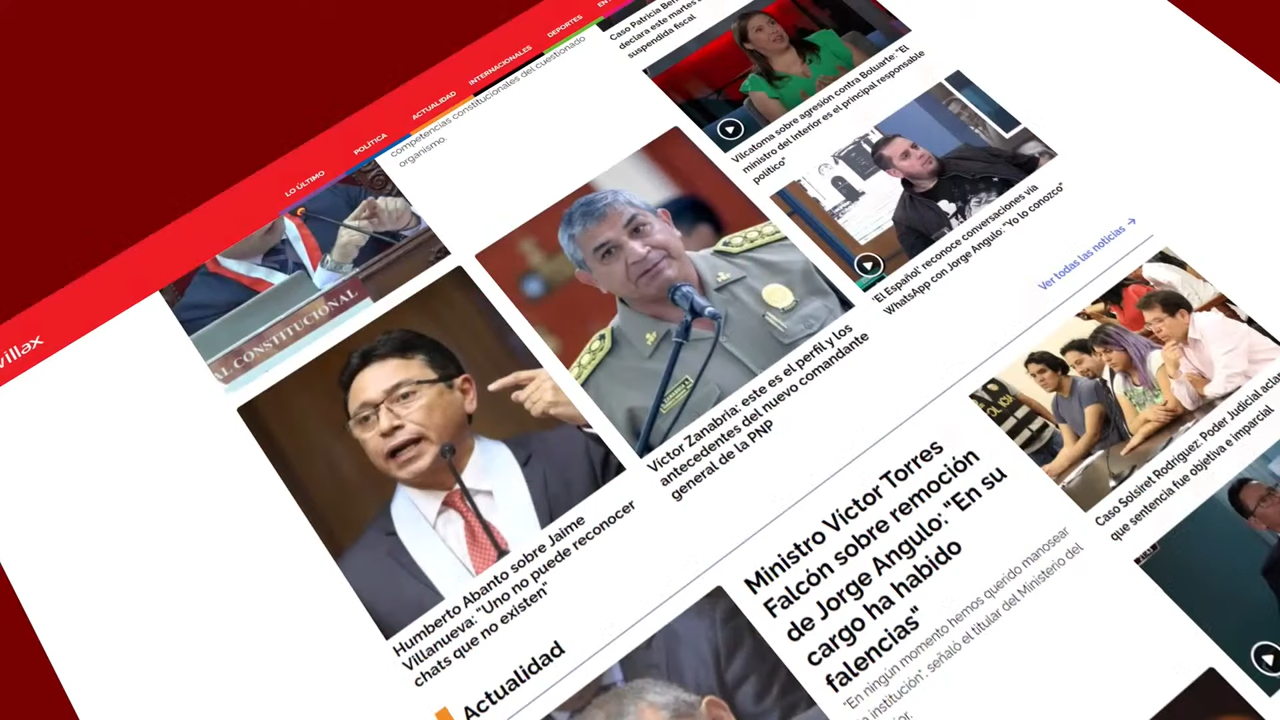 villax
LO ÚLTIMO
POLÍTICA
ACTUALIDAD
INTERNACIONALES
DEPORTES
competencias constitucionales del cuestionado
organismo.
AL CONSTITUCIONAL
Humberto Abanto sobre Jaime
Villanueva: "Uno no puede reconocer
chats que no existen"
Víctor Zanabria: este es el perfil y los
antecedentes del nuevo comandante
general de la PNP
Caso Patricia
declara este martes
suspendida fiscal
Vilcatoma sobre agresión contra Boluarte: "El
ministro del Interior es el principal responsable
político"
'El Español' reconoce conversaciones vía
WhatsApp con Jorge Angulo: "Yo lo conozco"
Ver todas las noticias →
Actualidad
Ministro Víctor Torres
Falcón sobre remoción
de Jorge Angulo: "En su
cargo ha habido
falencias"
"En ningún momento hemos querido manosear
institución", señaló el titular del Ministerio del
Caso Solsiret Rodríguez: Poder Judicial
que sentencia fue objetiva e imparcial